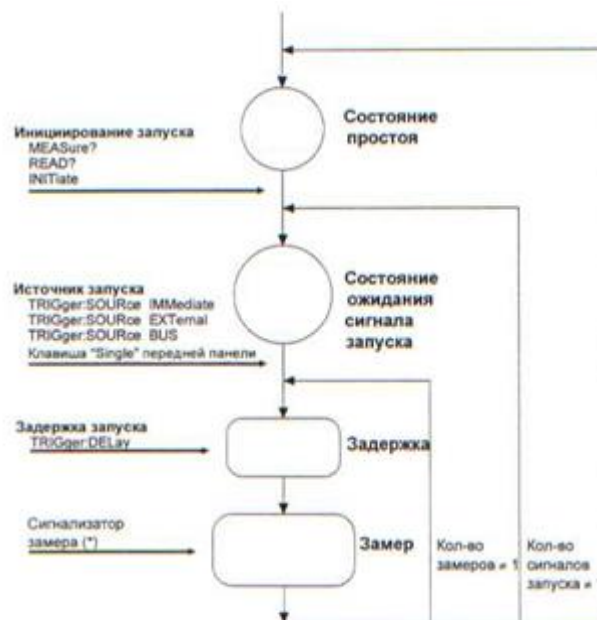 Состояние
простоя
Инициирование запуска
MEASure?
READ?
INITiate
Состояние
ожидания
сигнала
запуска
Источник запуска
TRIGger:SOURce IMMediate
TRIGger:SOURce EXTernal
TRIGger:SOURce BUS
Клавиша "Single" передней панели
Задержка запуска
TRIGger:DELay
Задержка
Сигнализатор
замера (*)
Замер
Кол-во
замеров ≠ 1
Кол-во
сигналов
запуска ≠